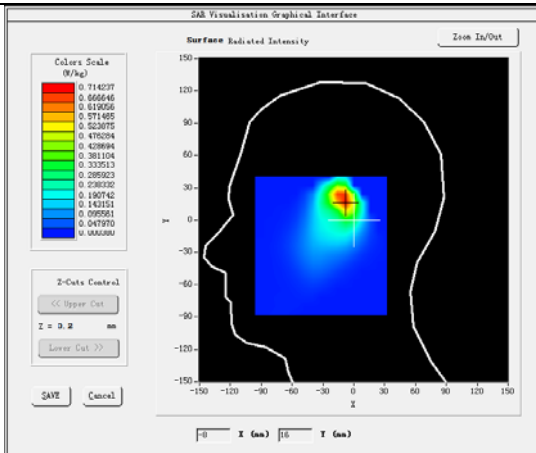 SAR Visualisation Graphical Interface
Surface Radiated Intensity
Zoom In/Out
Colors Scale
(W/kg)
0.714237
0.666646
0.619056
0.571465
0.523875
0.476284
0.428694
0.381104
0.333513
0.285923
0.238332
0.190742
0.143151
0.095561
0.047970
0.000380
Z-Cuts Control
<< Upper Cut
Z = 0.2 mm
Lower Cut >>
SAVE Cancel
150
120
90
60
30
0
-30
-60
-90
-120
-150
Y
-150 -120 -90 -60 -30 0 30 60 90 120 150
X
-8 X (mm) 16 Y (mm)